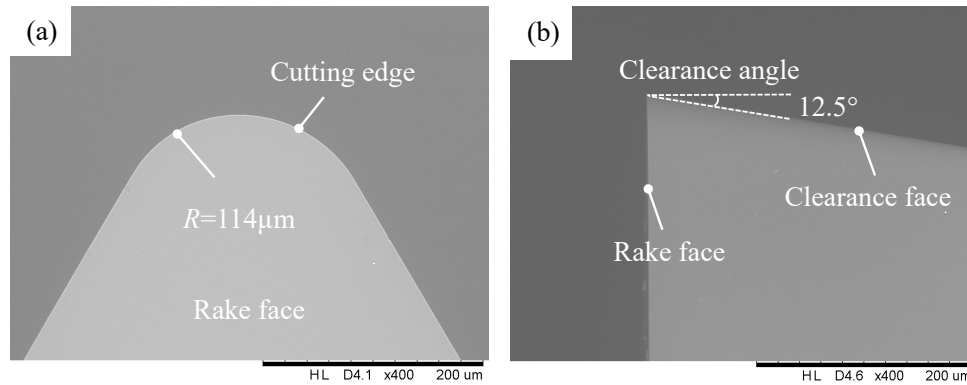 (a)
Cutting edge
R=114μm
Rake face
HL D4.1 x400 200 um
(b)
Clearance angle
12.5°
Clearance face
Rake face
HL D4.6 x400 200 um